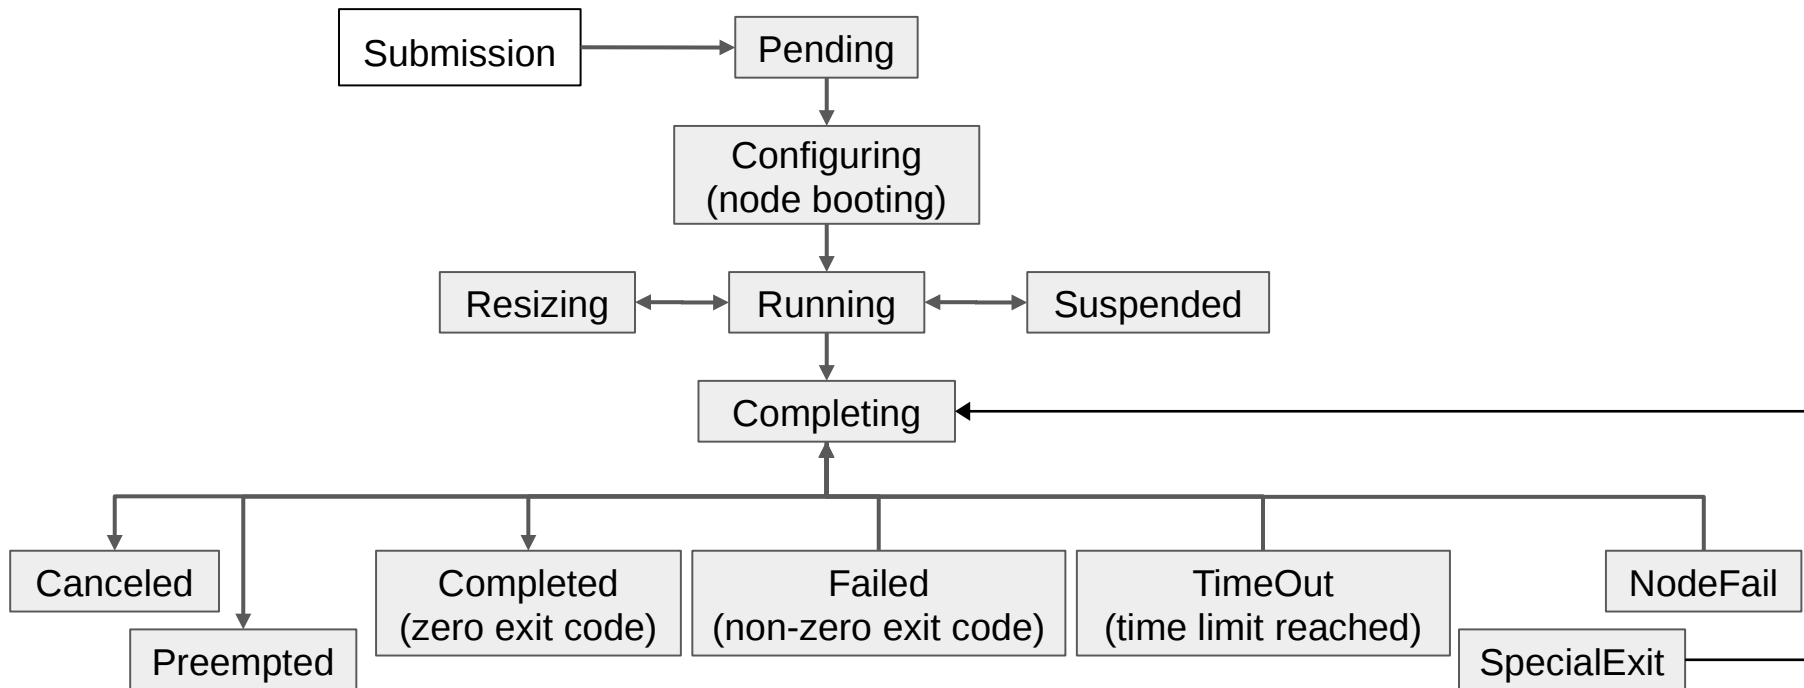 Submission
Pending
Configuring
(node booting)
Resizing
Running
Suspended
Completing
Canceled
Completed
(zero exit code)
Failed
(non-zero exit code)
TimeOut
(time limit reached)
NodeFail
Preempted
SpecialExit